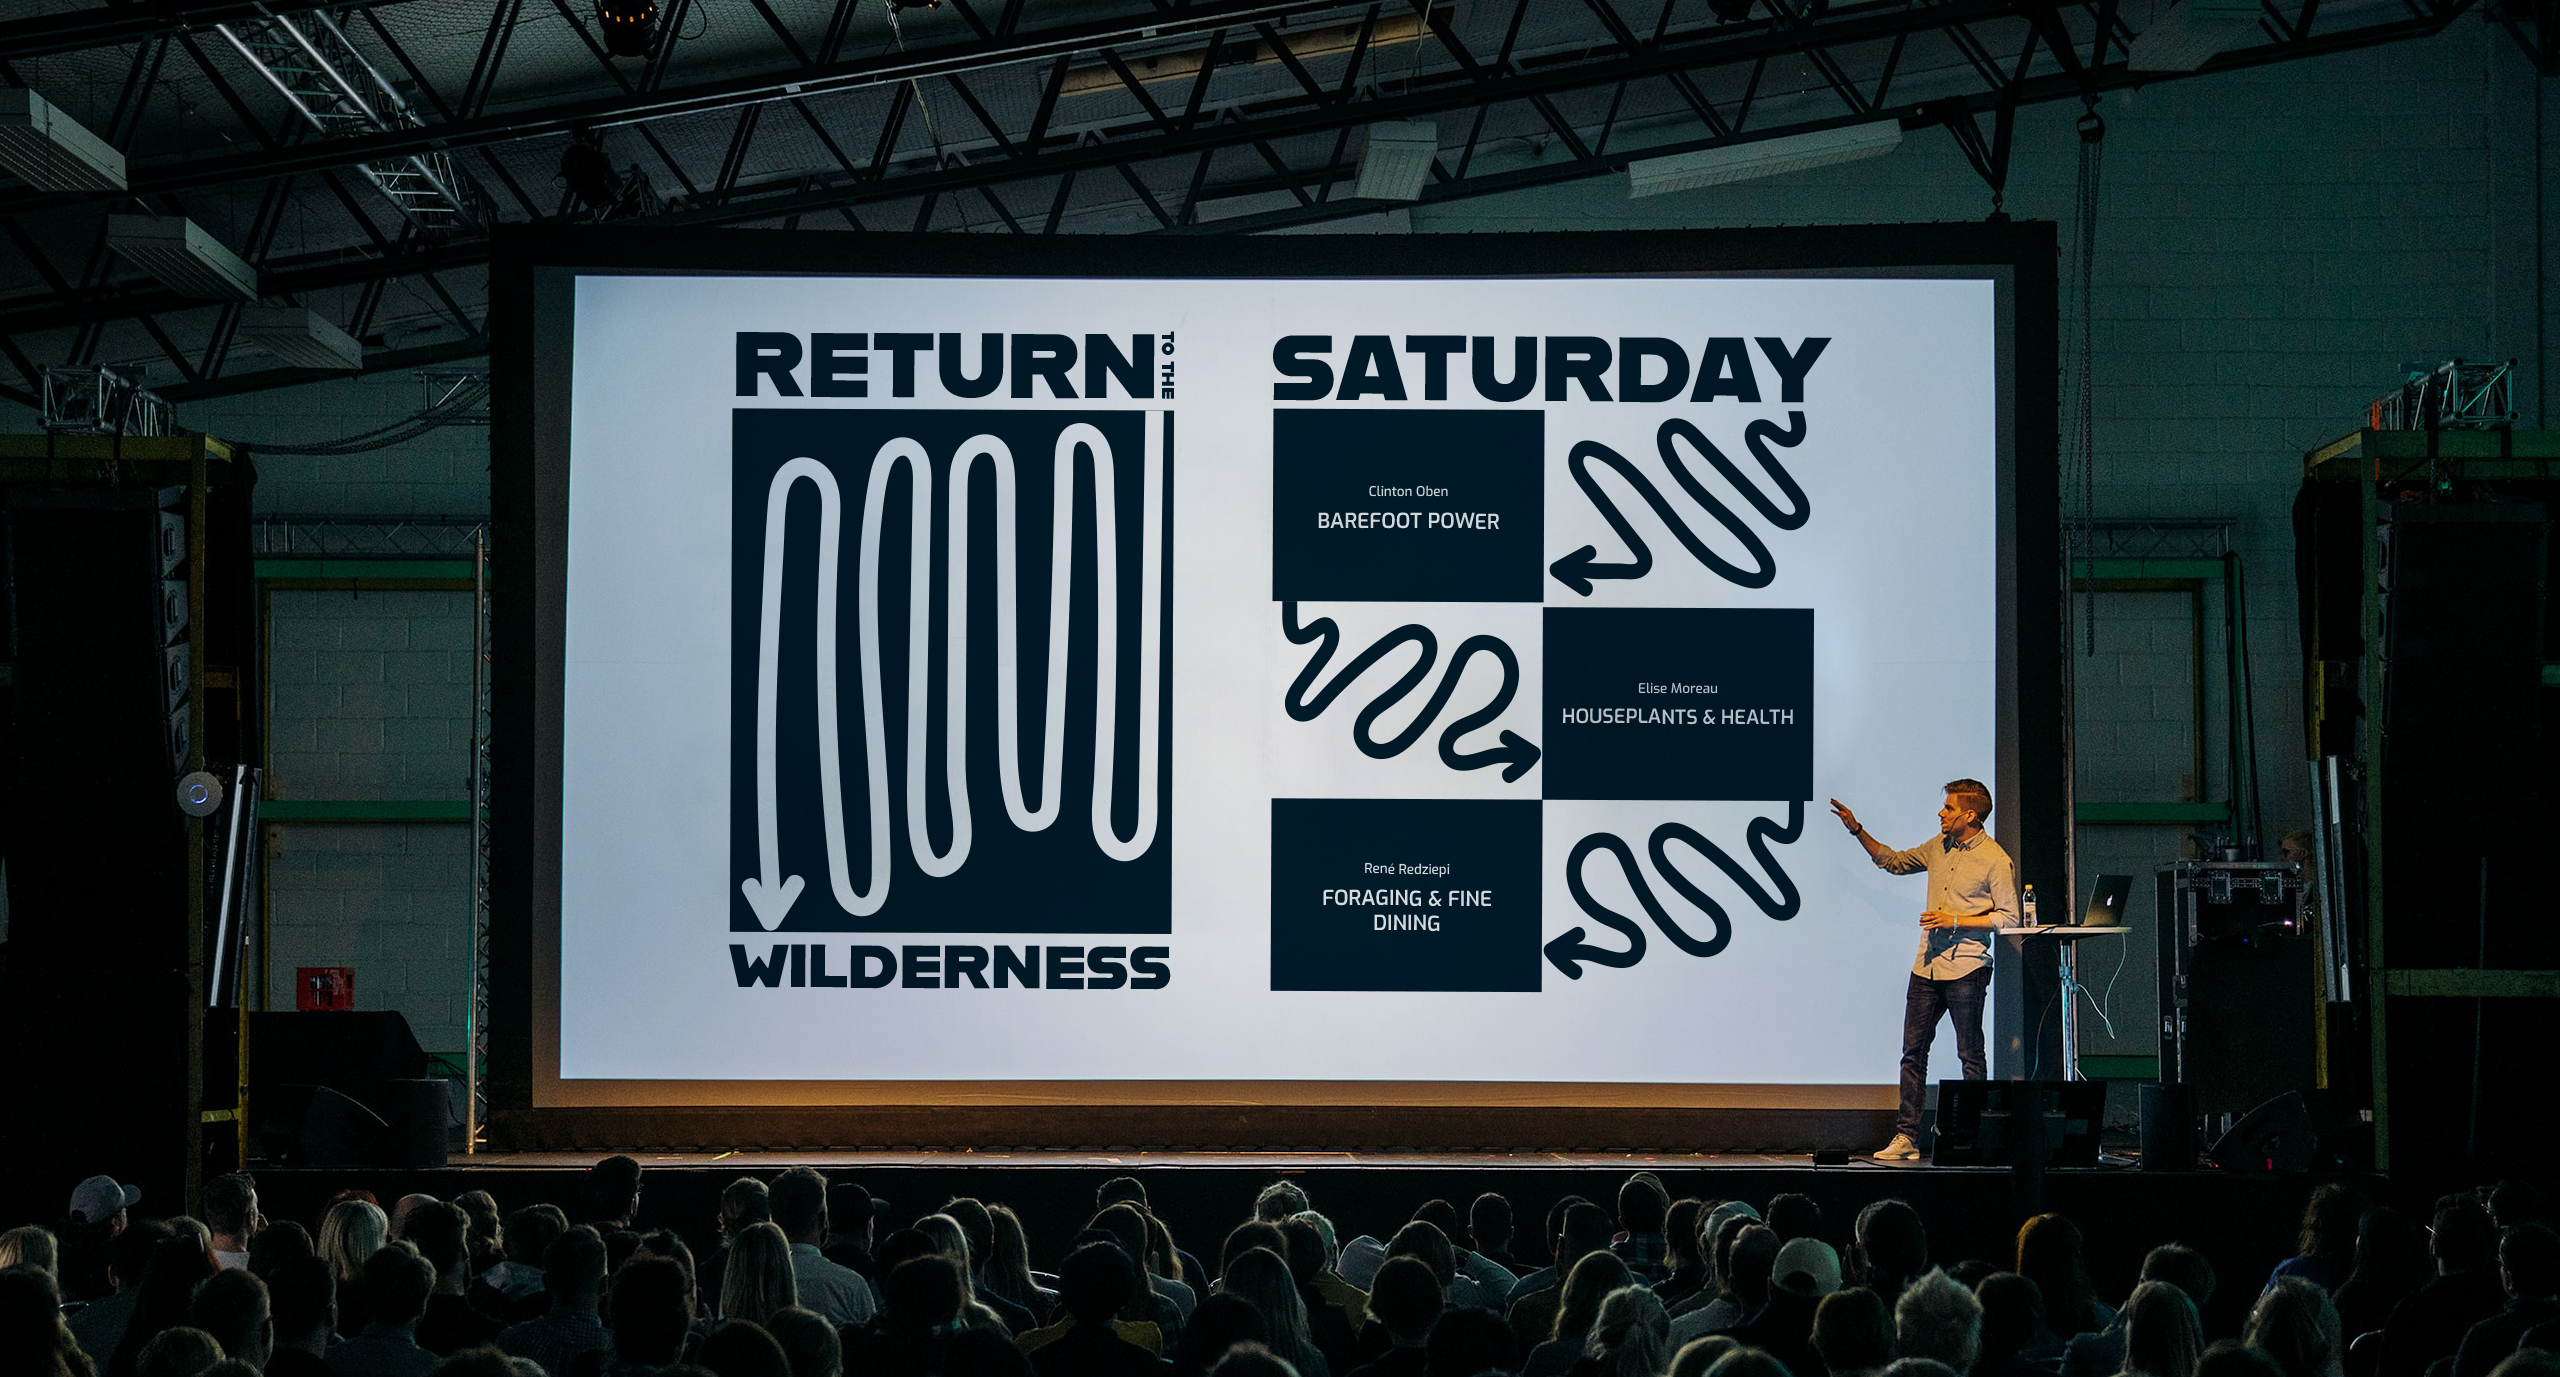 RETURN
TO THE
WILDERNESS
SATURDAY
Clinton Oben
BAREFOOT POWER
Elise Moreau
HOUSEPLANTS & HEALTH
René Redziepi
FORAGING & FINE
DINING